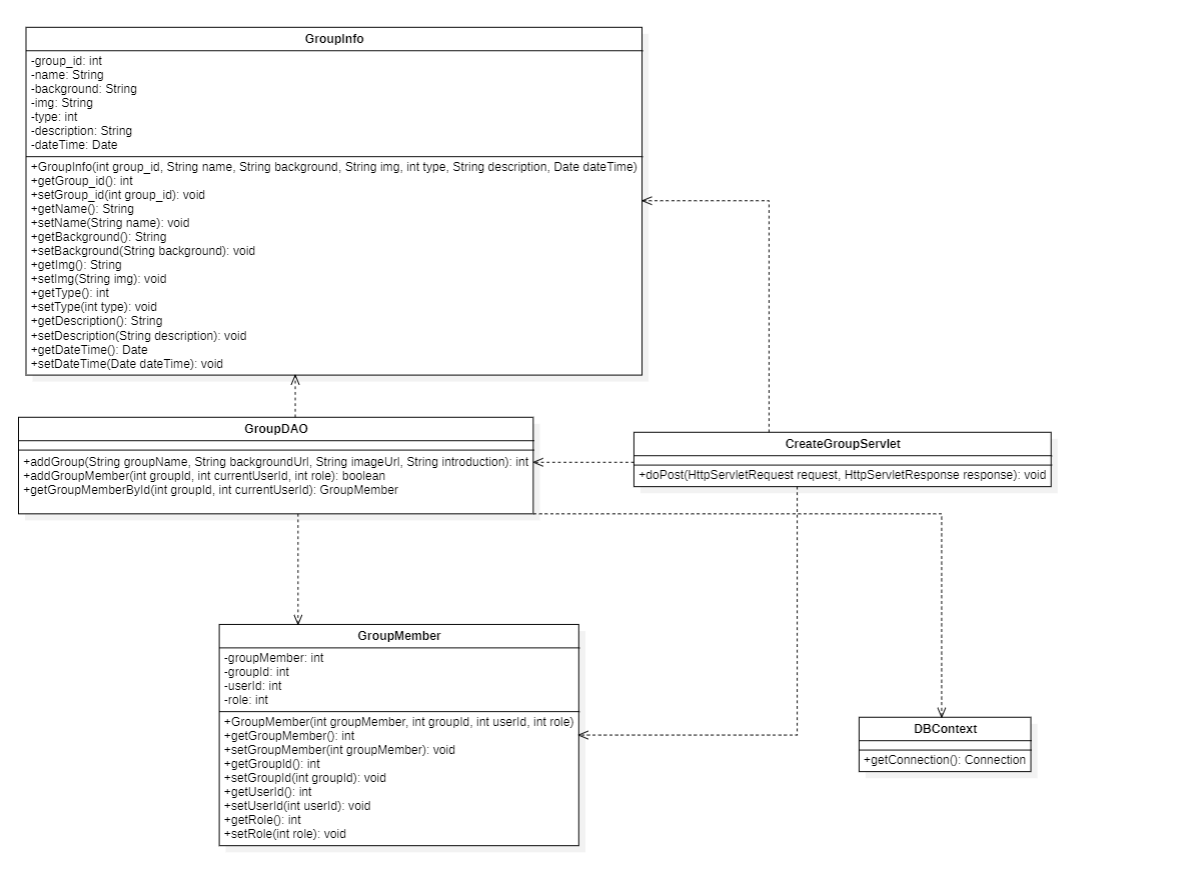 GroupInfo
-group_id: int
-name: String
-background: String
-img: String
-type: int
-description: String
-dateTime: Date
+GroupInfo(int group_id, String name, String background, String img, int type, String description, Date dateTime)
+getGroup_id(): int
+setGroup_id(int group_id): void
+getName(): String
+setName(String name): void
+getBackground(): String
+setBackground(String background): void
+getImg(): String
+setImg(String img): void
+getType(): int
+setType(int type): void
+getDescription(): String
+setDescription(String description): void
+getDateTime(): Date
+setDateTime(Date dateTime): void
GroupDAO
+addGroup(String groupName, String backgroundUrl, String imageUrl, String introduction): int
+addGroupMember(int groupId, int currentUserId, int role): boolean
+getGroupMemberById(int groupId, int currentUserId): GroupMember
CreateGroupServlet
+doPost(HttpServletRequest request, HttpServletResponse response): void
GroupMember
-groupMember: int
-groupId: int
-userId: int
-role: int
+GroupMember(int groupMember, int groupId, int userId, int role)
+getGroupMember(): int
+setGroupMember(int groupMember): void
+getGroupId(): int
+setGroupId(int groupId): void
+getUserId(): int
+setUserId(int userId): void
+getRole(): int
+setRole(int role): void
DBContext
+getConnection(): Connection